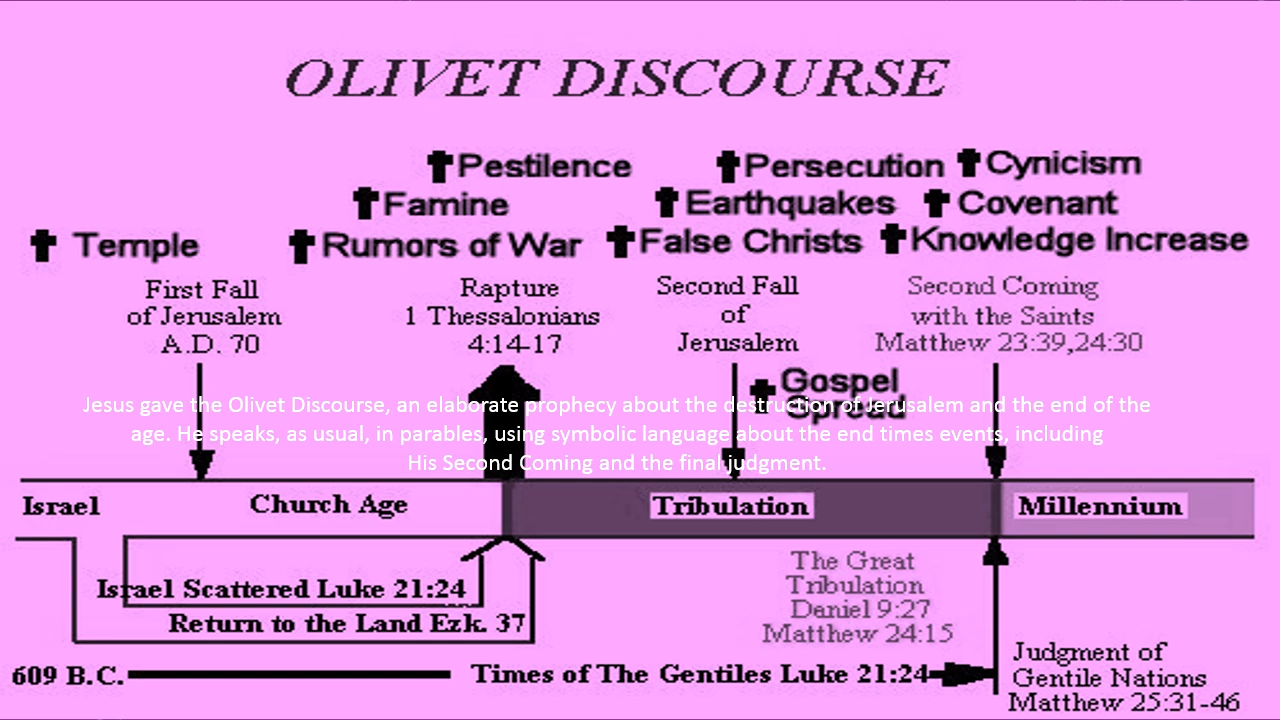 OLIVET DISCOURSE
Pestilence
Persecution
Cynicism
Famine
Earthquakes
Covenant
Temple
Rumors of War
False Christs
Knowledge Increase
First Fall
of Jerusalem
A.D. 70
Rapture
1 Thessalonians
4:14-17
Second Fall
of
Jerusalem
Second Coming
with the Saints
Matthew 23:39,24:30
Gospel
Spread
Jesus gave the Olivet Discourse, an elaborate prophecy about the destruction of Jerusalem and the end of the
age. He speaks, as usual, in parables, using symbolic language about the end times events, including
His Second Coming and the final judgment.
Israel
Church Age
Tribulation
Millennium
Israel Scattered Luke 21:24
Return to the Land Ezk. 37
The Great
Tribulation
Daniel 9:27
Matthew 24:15
609 B.C.
Times of The Gentiles Luke 21:24
Judgment of
Gentile Nations
Matthew 25:31-46